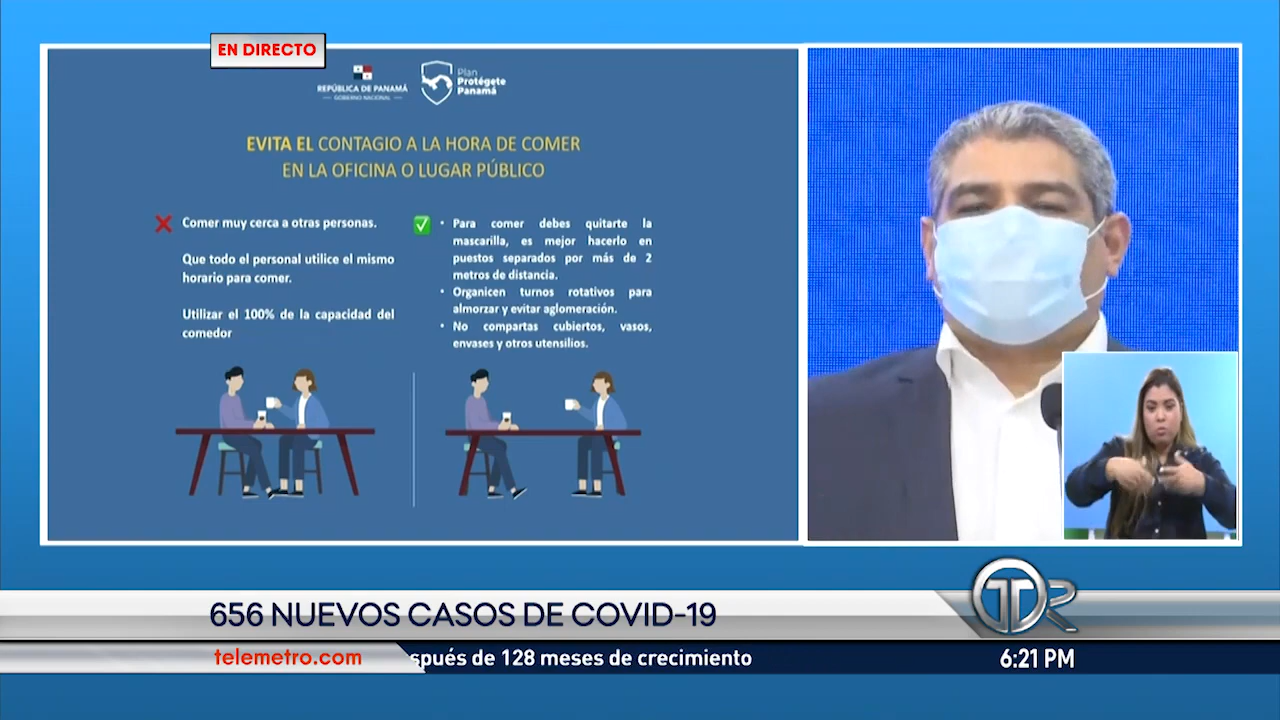 EN DIRECTO
REPÚBLICA DE PANAMÁ
— GOBIERNO NACIONAL —
Plan
Protégete
Panamá
EVITA EL CONTAGIO A LA HORA DE COMER
EN LA OFICINA O LUGAR PÚBLICO
Comer muy cerca a otras personas.
Que todo el personal utilice el mismo
horario para comer.
Utilizar el 100% de la capacidad del
comedor
• Para comer debes quitarte la
mascarilla, es mejor hacerlo en
puestos separados por más de 2
metros de distancia.
• Organicen turnos rotativos para
almorzar y evitar aglomeración.
• No compartas cubiertos, vasos,
envases y otros utensilios.
656 NUEVOS CASOS DE COVID-19
TR
telemetro.com
spués de 128 meses de crecimiento
6:21 PM